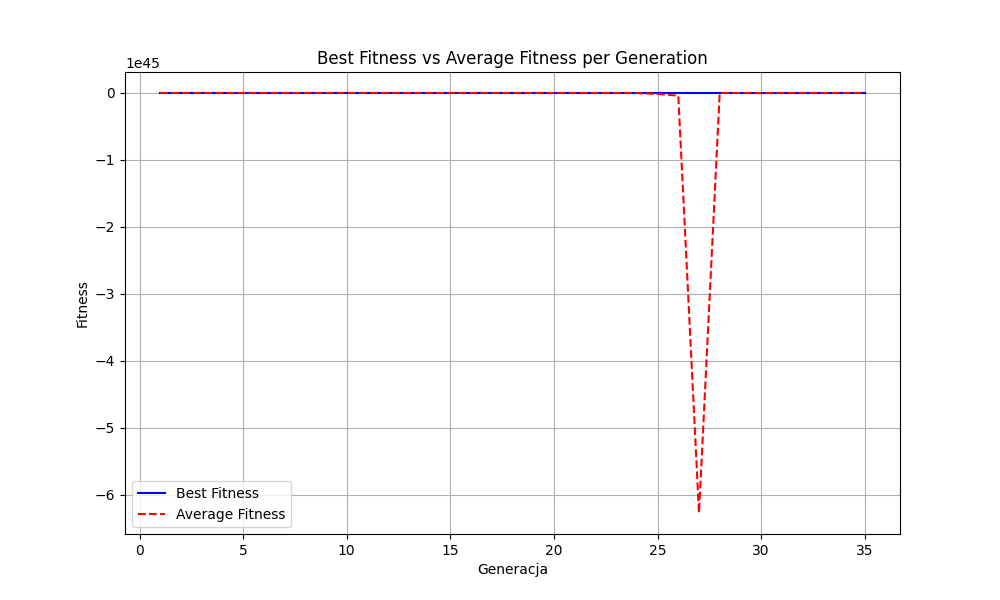 Best Fitness vs Average Fitness per Generation
1e45
0
−1
−2
−3
−4
−5
−6
Fitness
Best Fitness
Average Fitness
0 5 10 15 20 25 30 35
Generacja